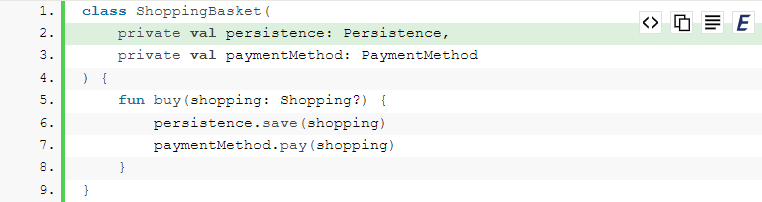 1. class ShoppingBasket(
2. private val persistence: Persistence,
3. private val paymentMethod: PaymentMethod
4. ) {
5. fun buy(shopping: Shopping?) {
6. persistence.save(shopping)
7. paymentMethod.pay(shopping)
8. }
9. }